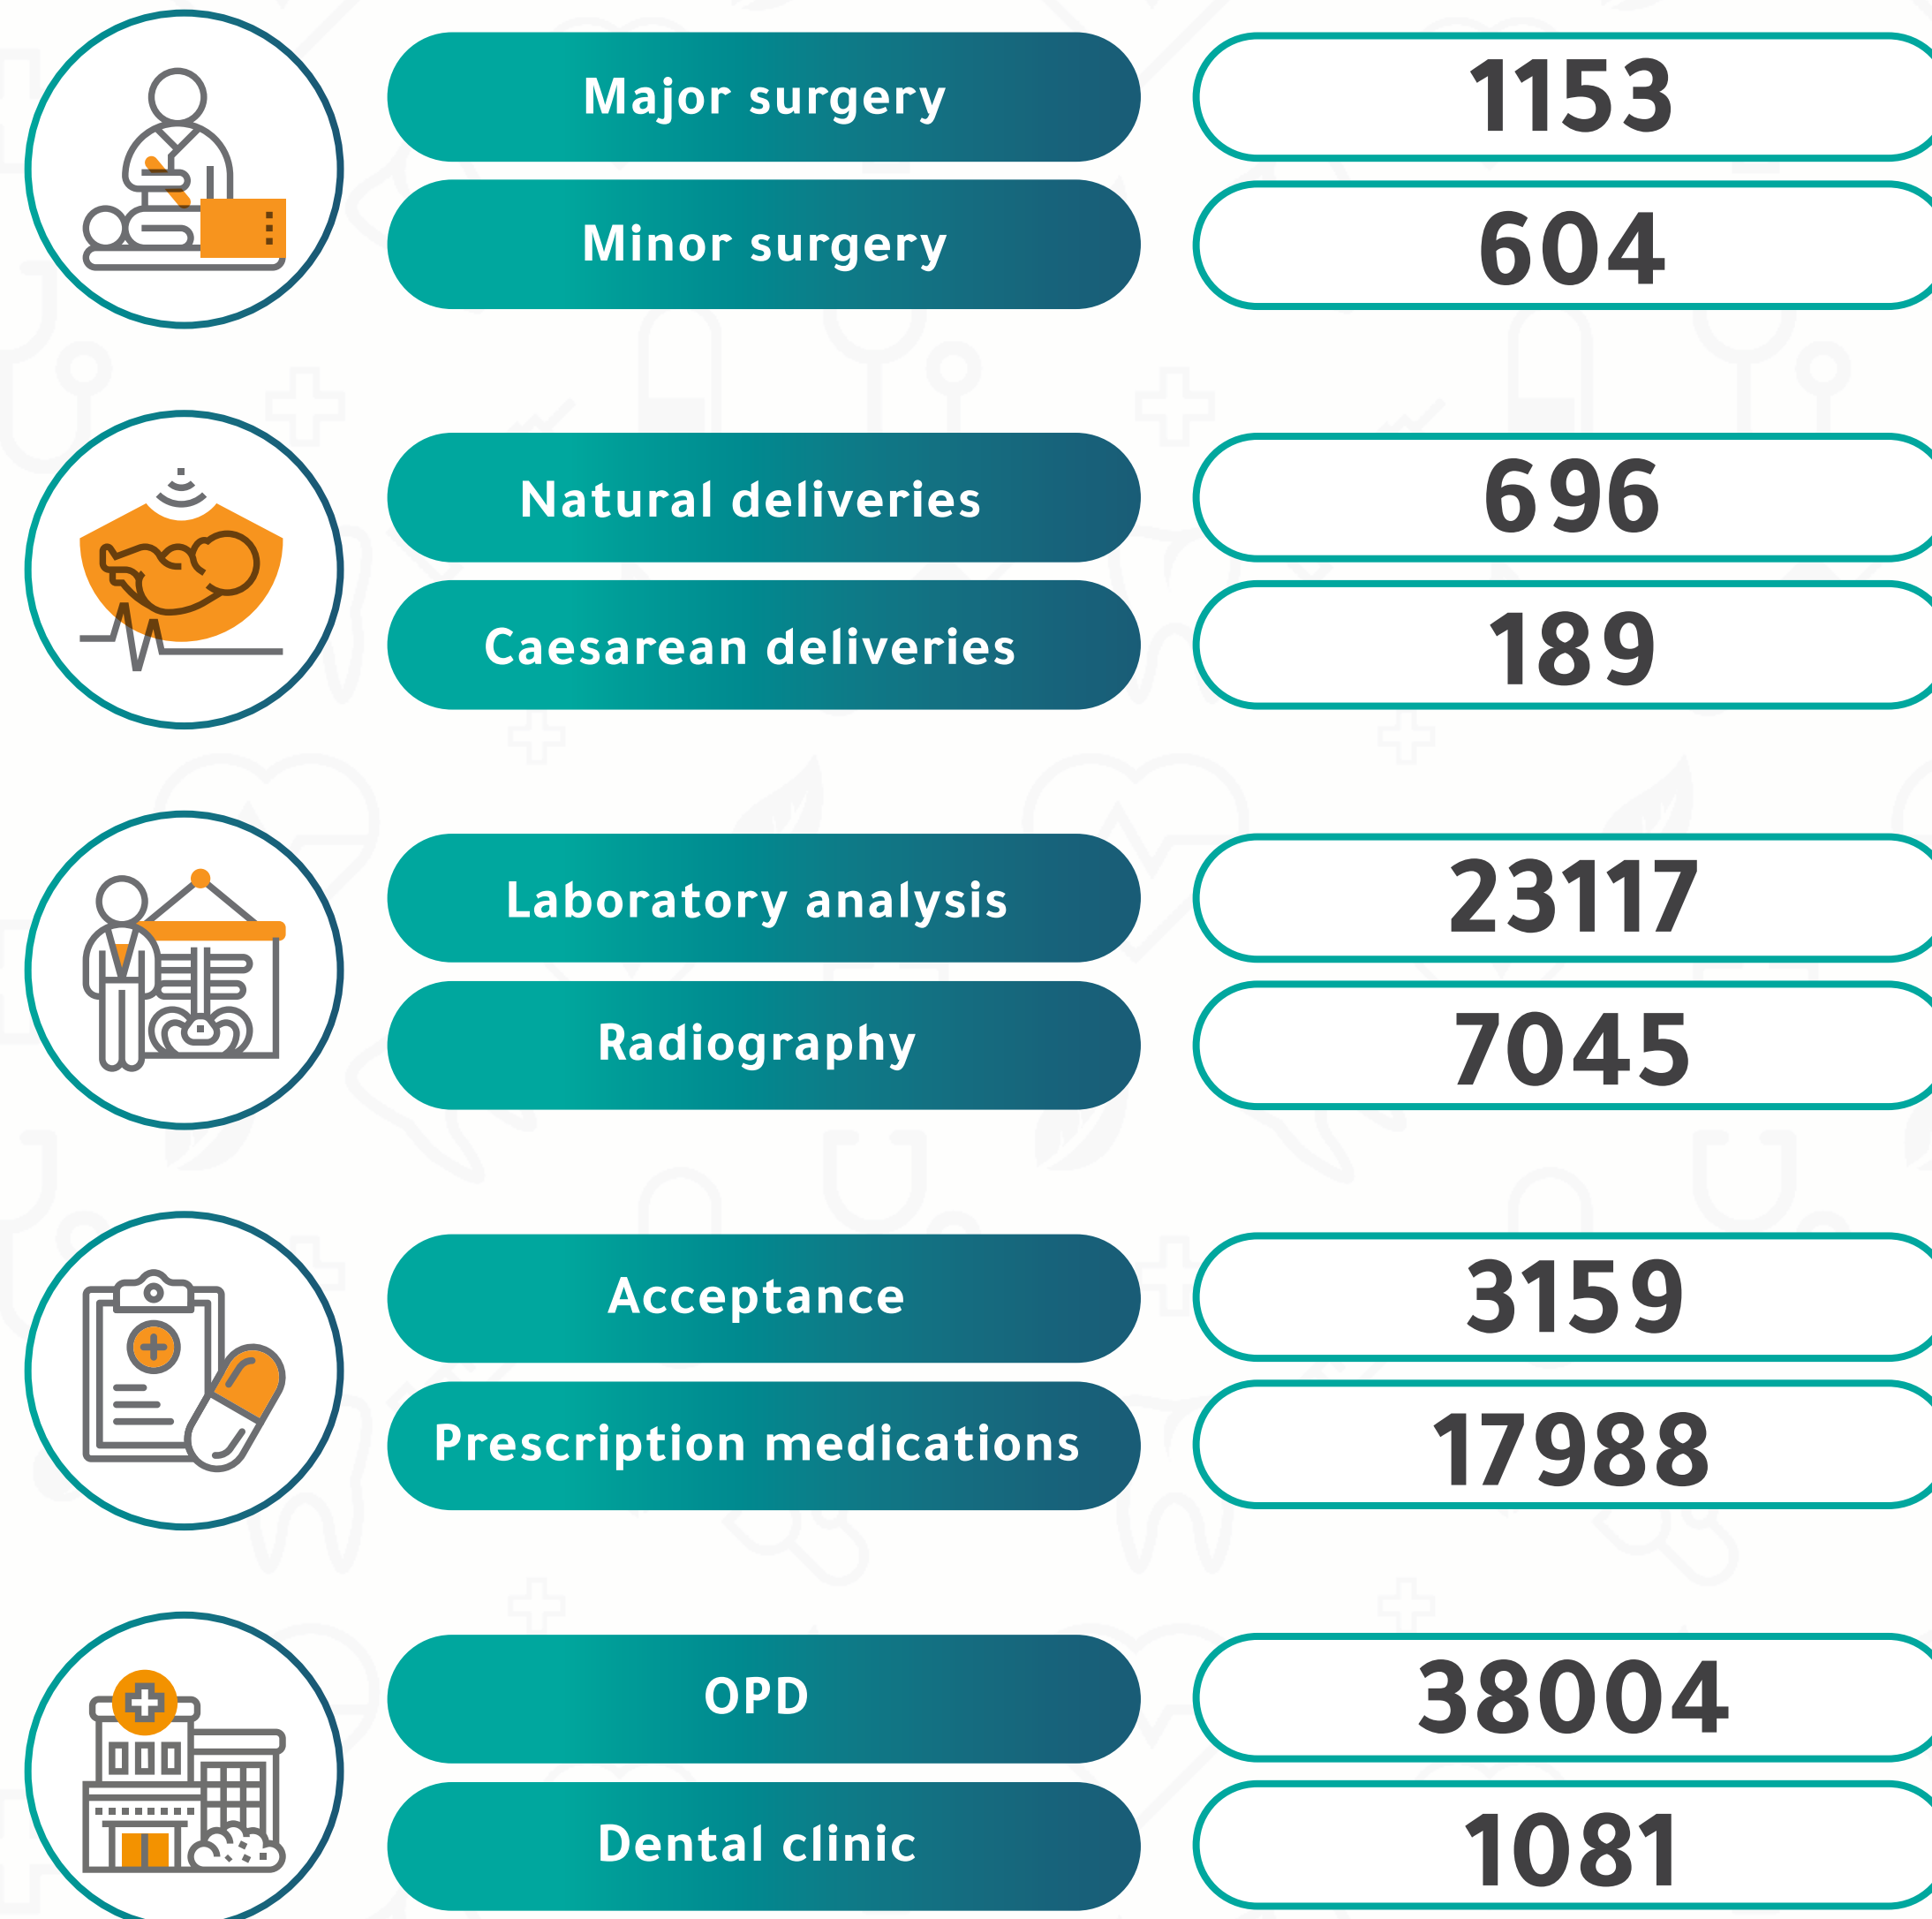 Major surgery 1153
Minor surgery 604
Natural deliveries 696
Caesarean deliveries 189
Laboratory analysis 23117
Radiography 7045
Acceptance 3159
Prescription medications 17988
OPD 38004
Dental clinic 1081